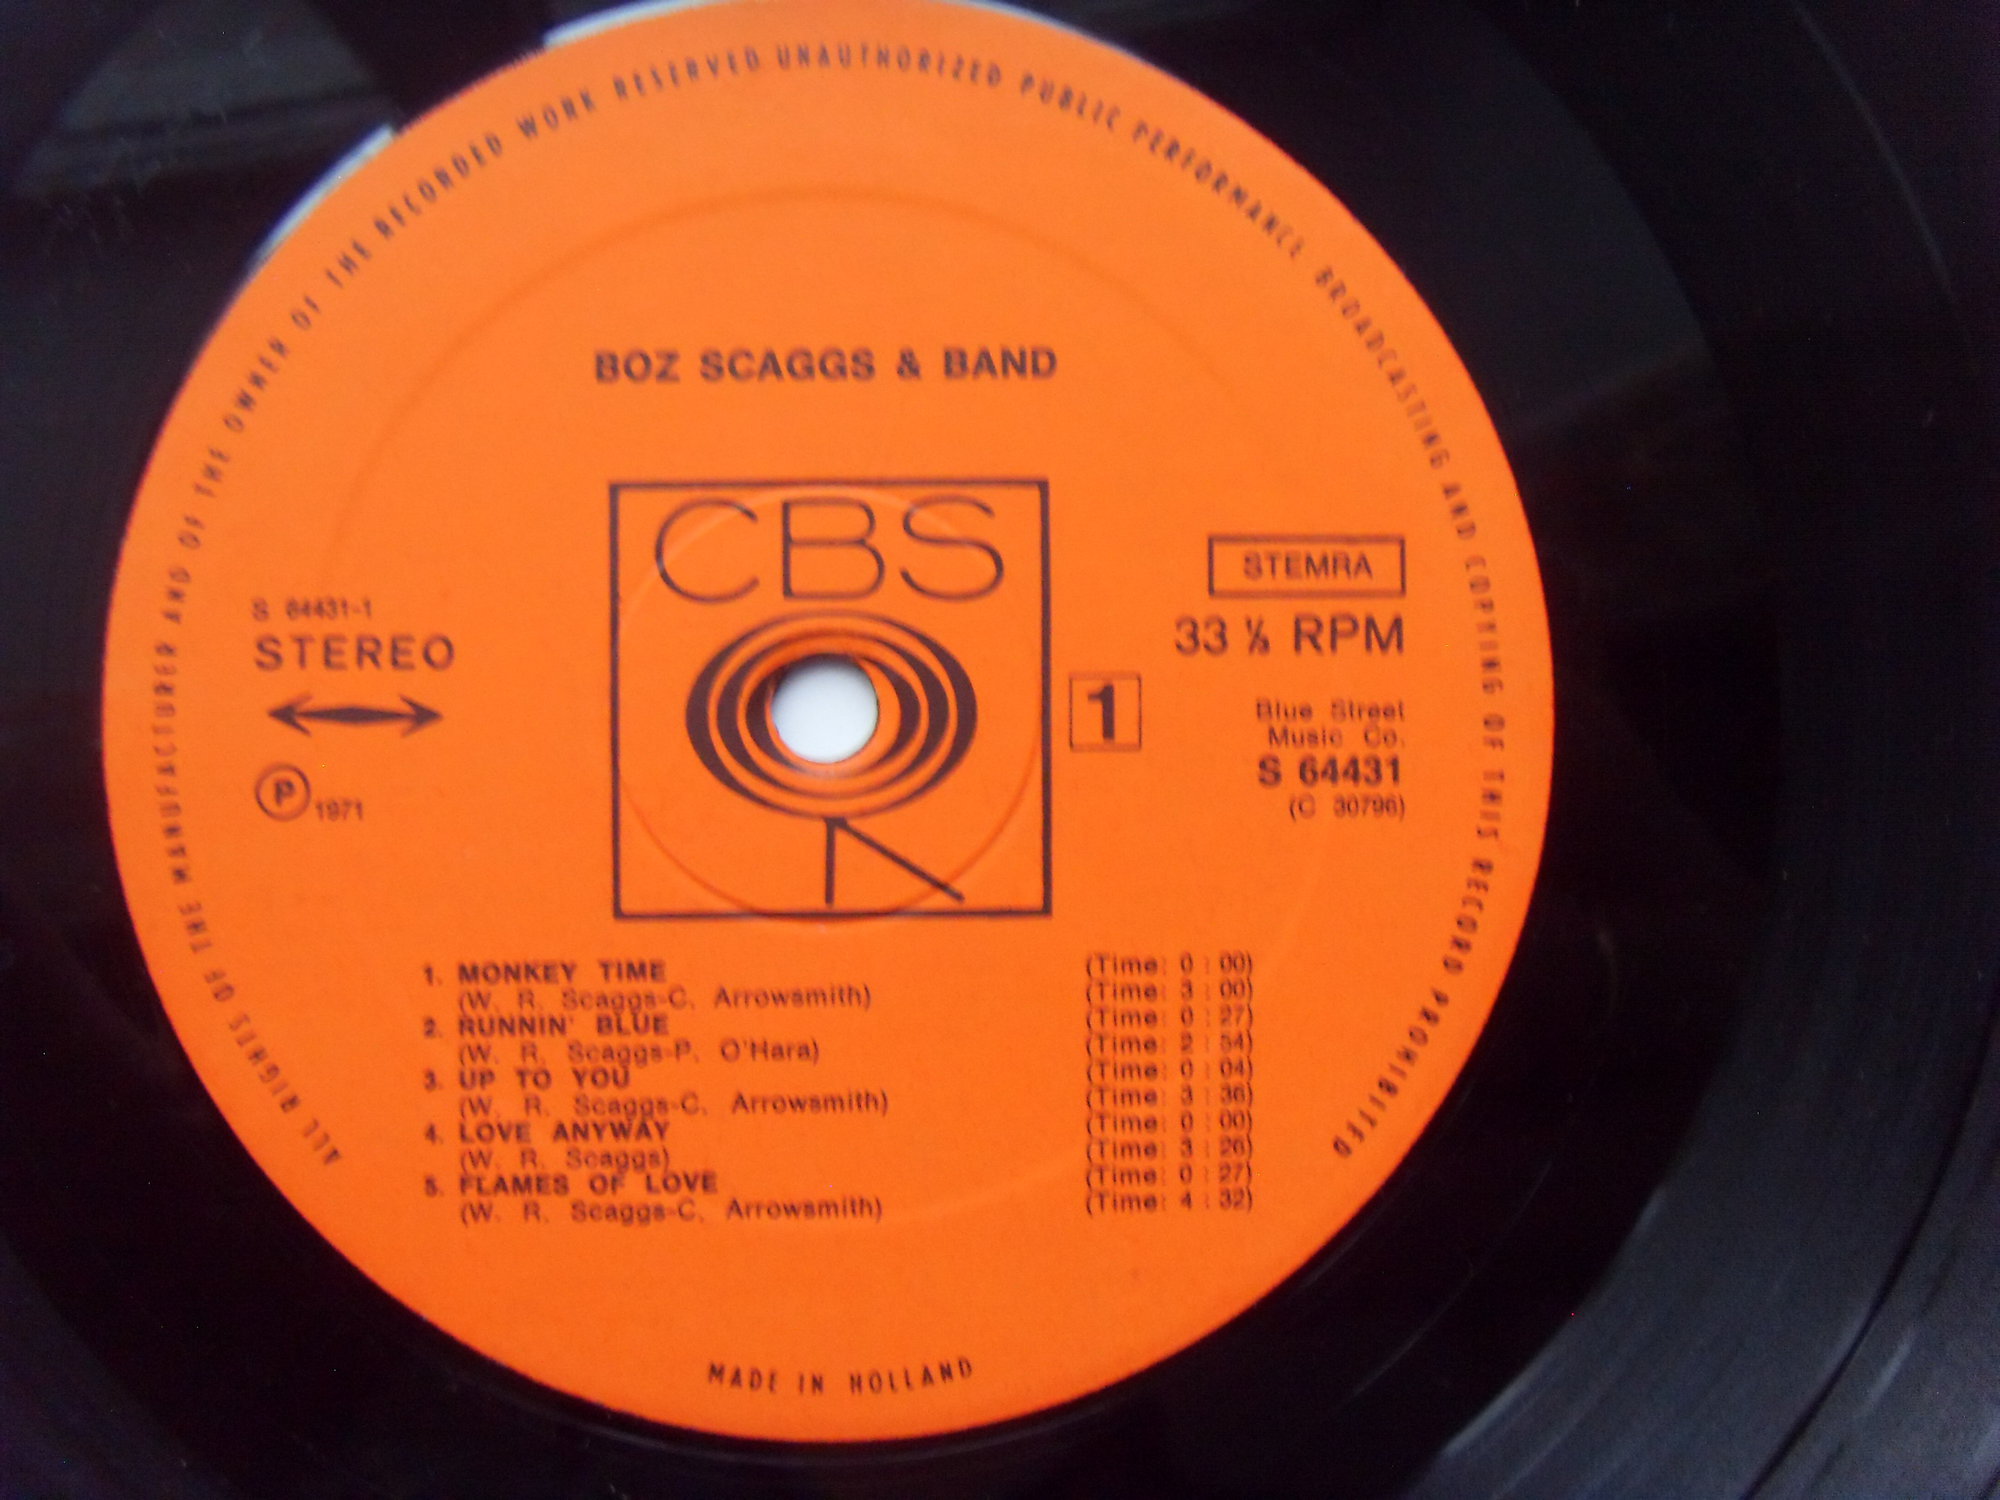 ALL RIGHTS OF THE MANUFACTURER AND OF THE OWNER OF THE RECORDED WORK RESERVED UNAUTHORIZED PUBLIC PERFORMANCE BROADCASTING AND COPYING OF THIS RECORD PROHIBITED
BOZ SCAGGS & BAND
CBS
STEMRA
33 ⅓ RPM
S 64431-1
STEREO
Ⓟ 1971
1
Blue Street
Music Co.
S 64431
(C 30796)
1. MONKEY TIME (Time: 0 : 00)
(W. R. Scaggs-C. Arrowsmith) (Time: 3 : 00)
2. RUNNIN' BLUE (Time: 0 : 27)
(W. R. Scaggs-P. O'Hara) (Time: 2 : 54)
3. UP TO YOU (Time: 0 : 04)
(W. R. Scaggs-C. Arrowsmith) (Time: 3 : 36)
4. LOVE ANYWAY (Time: 0 : 00)
(W. R. Scaggs) (Time: 3 : 26)
5. FLAMES OF LOVE (Time: 0 : 27)
(W. R. Scaggs-C. Arrowsmith) (Time: 4 : 32)
MADE IN HOLLAND